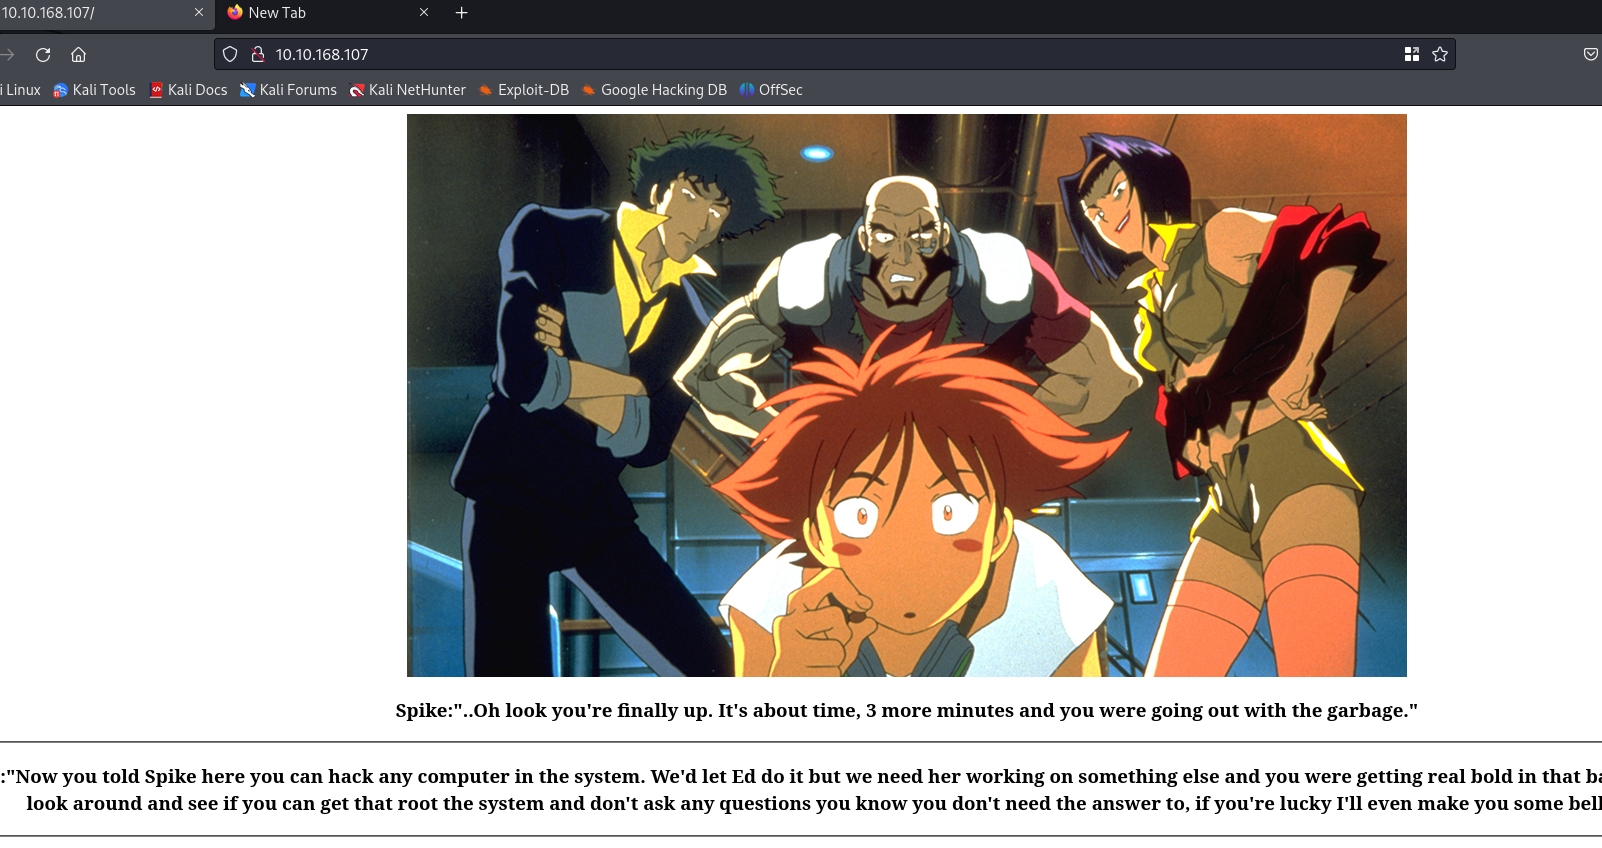 10.10.168.107/
New Tab
10.10.168.107
i Linux Kali Tools Kali Docs Kali Forums Kali NetHunter Exploit-DB Google Hacking DB OffSec
Spike:"..Oh look you're finally up. It's about time, 3 more minutes and you were going out with the garbage."
:"Now you told Spike here you can hack any computer in the system. We'd let Ed do it but we need her working on something else and you were getting real bold in that
look around and see if you can get that root the system and don't ask any questions you know you don't need the answer to, if you're lucky I'll even make you some